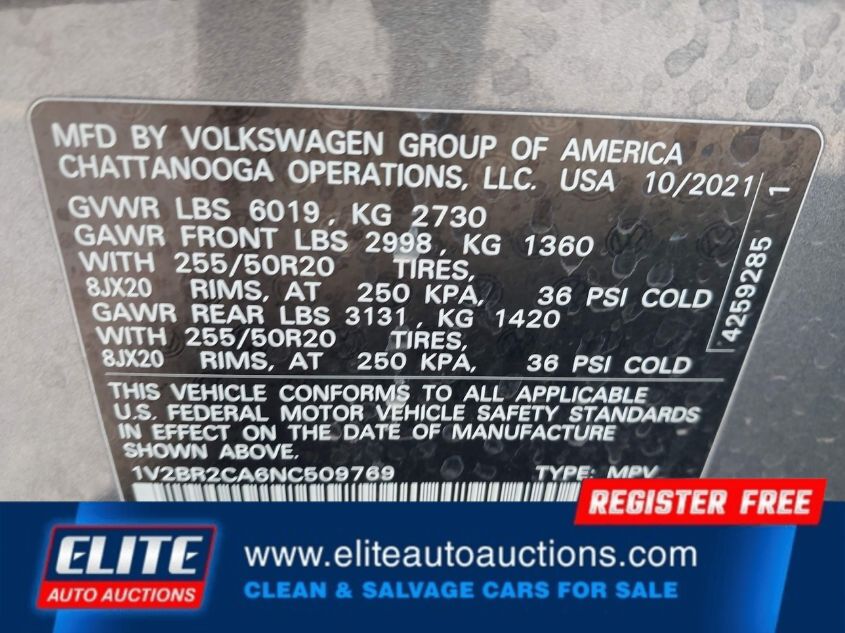 MFD BY VOLKSWAGEN GROUP OF AMERICA
CHATTANOOGA OPERATIONS, LLC. USA 10/2021
GVWR LBS 6019, KG 2730
GAWR FRONT LBS 2998, KG 1360
WITH 255/50R20 TIRES,
8JX20 RIMS, AT 250 KPA, 36 PSI COLD
GAWR REAR LBS 3131, KG 1420
WITH 255/50R20 TIRES,
8JX20 RIMS, AT 250 KPA, 36 PSI COLD
4259285 1
THIS VEHICLE CONFORMS TO ALL APPLICABLE
U.S. FEDERAL MOTOR VEHICLE SAFETY STANDARDS
IN EFFECT ON THE DATE OF MANUFACTURE
SHOWN ABOVE.
1V2BR2CA6NC509769 TYPE: MPV
REGISTER FREE
ELITE
AUTO AUCTIONS
www.eliteautoauctions.com
CLEAN & SALVAGE CARS FOR SALE